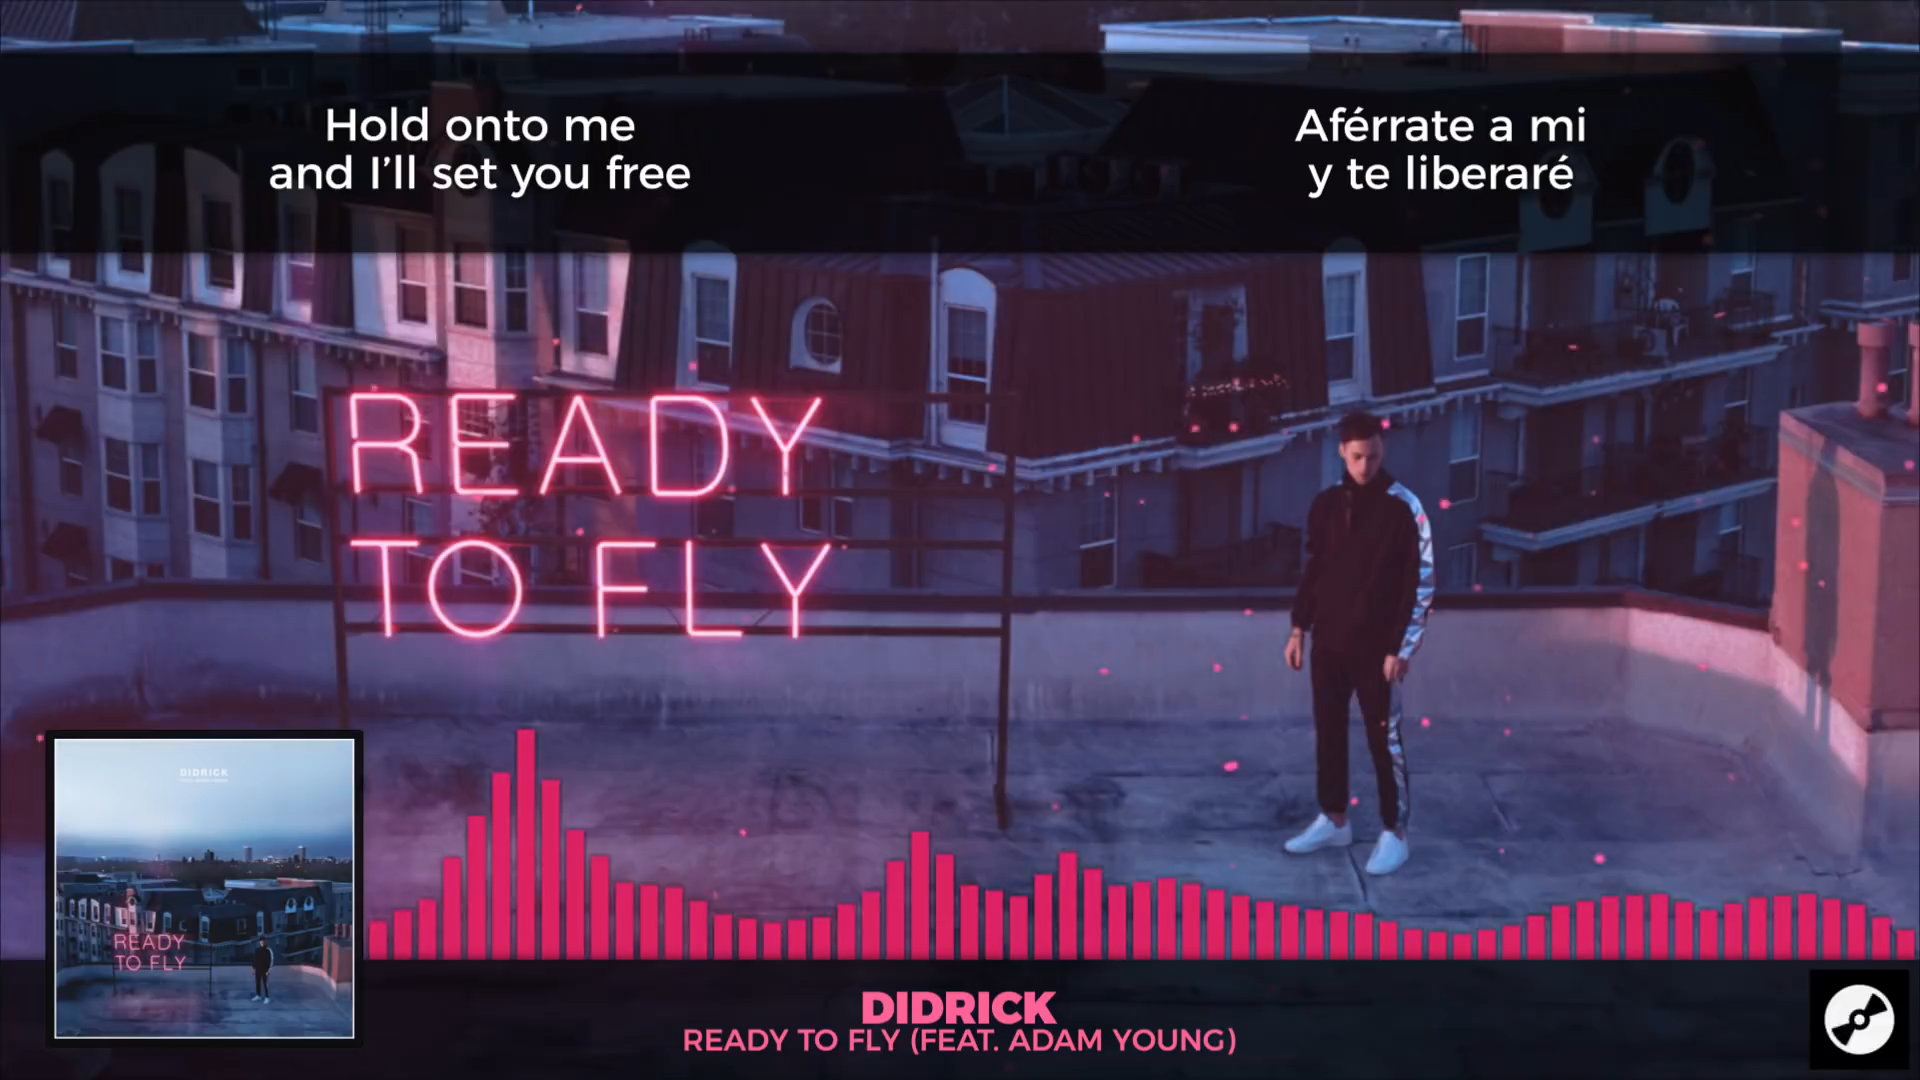 Hold onto me
and I’ll set you free
Aférrate a mi
y te liberaré
READY
TO FLY
DIDRICK
READY
TO FLY
DIDRICK
READY TO FLY (FEAT. ADAM YOUNG)